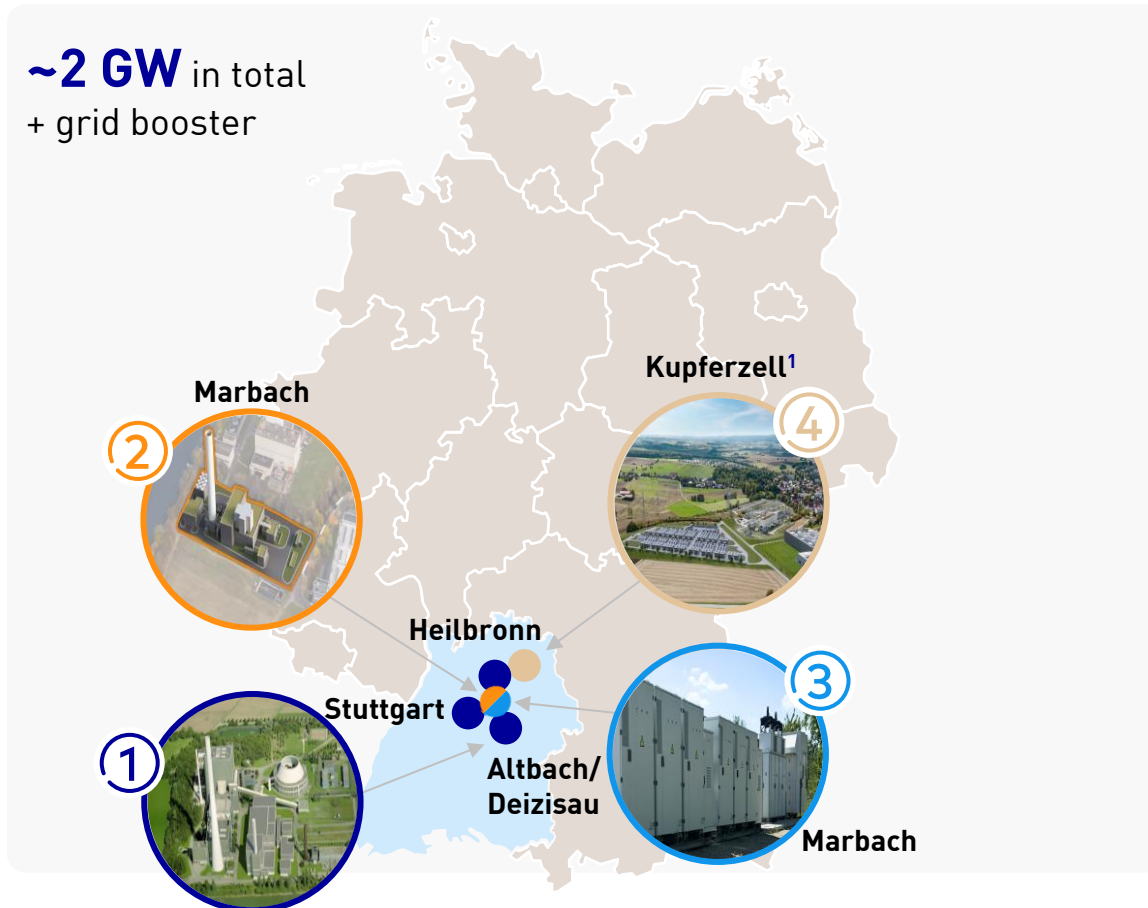 ~2 GW in total
+ grid booster
Kupferzell1
4
Marbach
2
Heilbronn
3
Stuttgart
1
Altbach/
Deizisau
Marbach